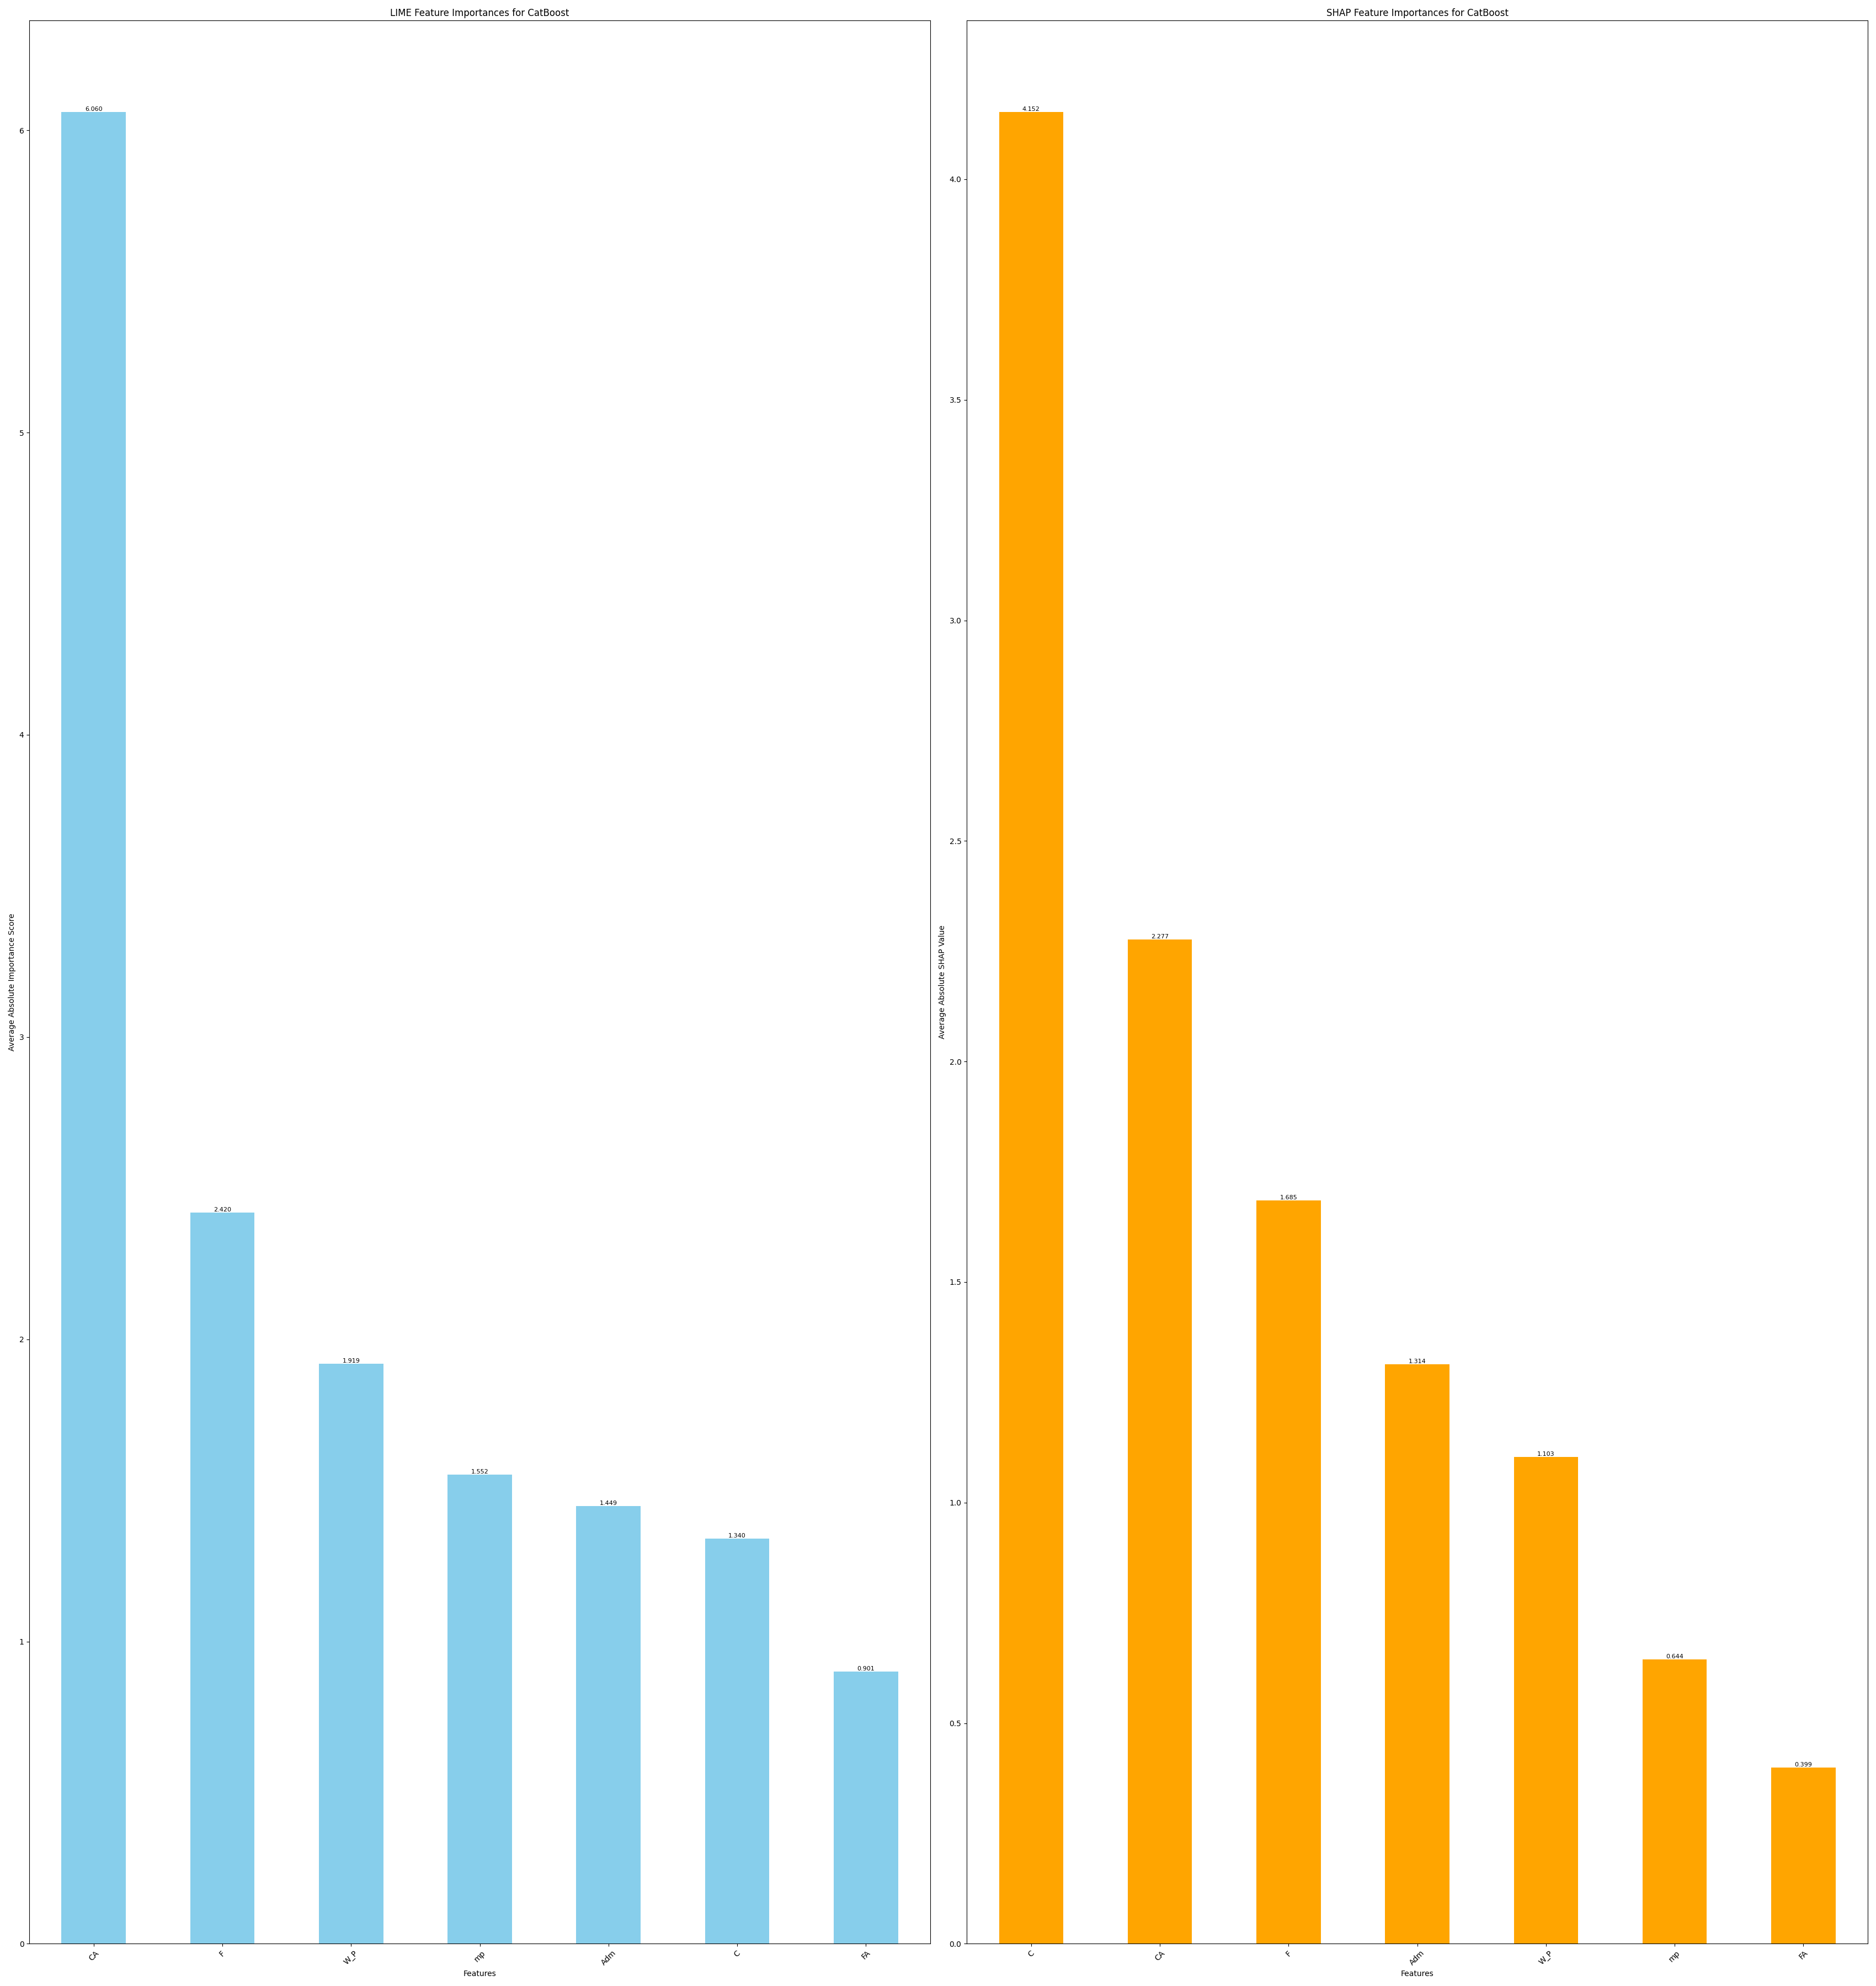 LIME Feature Importances for CatBoost
Average Absolute Importance Score
6
5
4
3
2
1
0
6.060
2.420
1.919
1.552
1.449
1.340
0.901
CA
F
W_P
mp
Adm
C
FA
Features
SHAP Feature Importances for CatBoost
Average Absolute SHAP Value
4.0
3.5
3.0
2.5
2.0
1.5
1.0
0.5
0.0
4.152
2.277
1.685
1.314
1.103
0.644
0.399
C
CA
F
Adm
W_P
mp
FA
Features